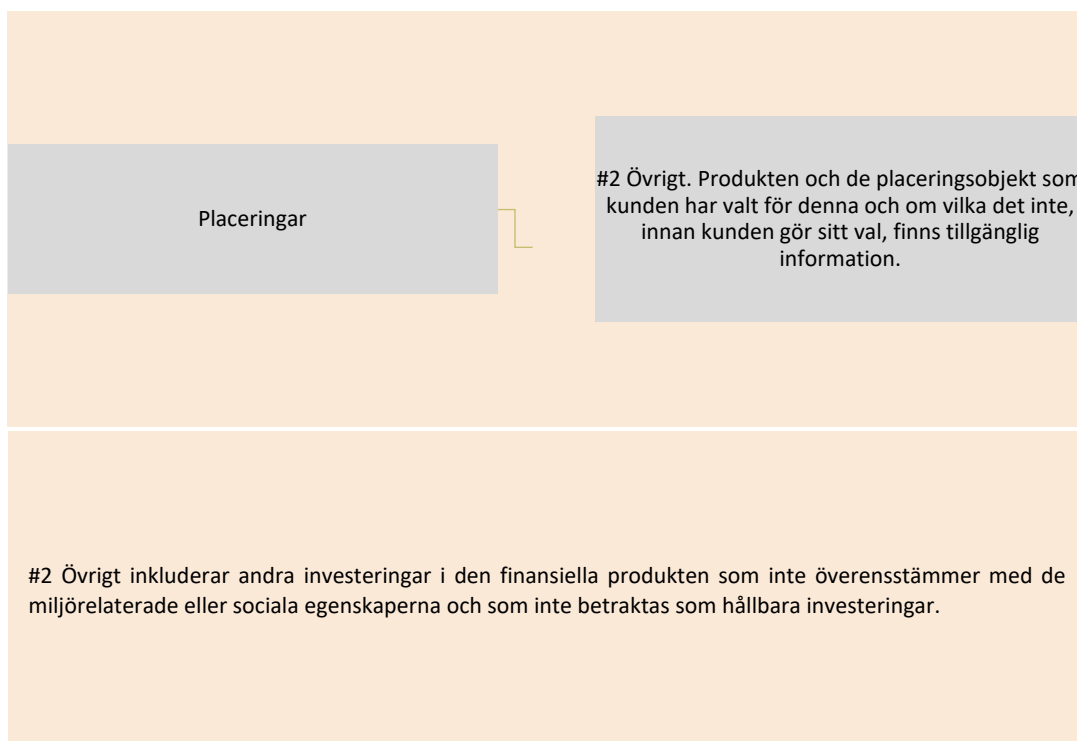 Placeringar
#2 Övrigt. Produkten och de placeringsobjekt som
kunden har valt för denna och om vilka det inte,
innan kunden gör sitt val, finns tillgänglig
information.
#2 Övrigt inkluderar andra investeringar i den finansiella produkten som inte överensstämmer med de
miljörelaterade eller sociala egenskaperna och som inte betraktas som hållbara investeringar.